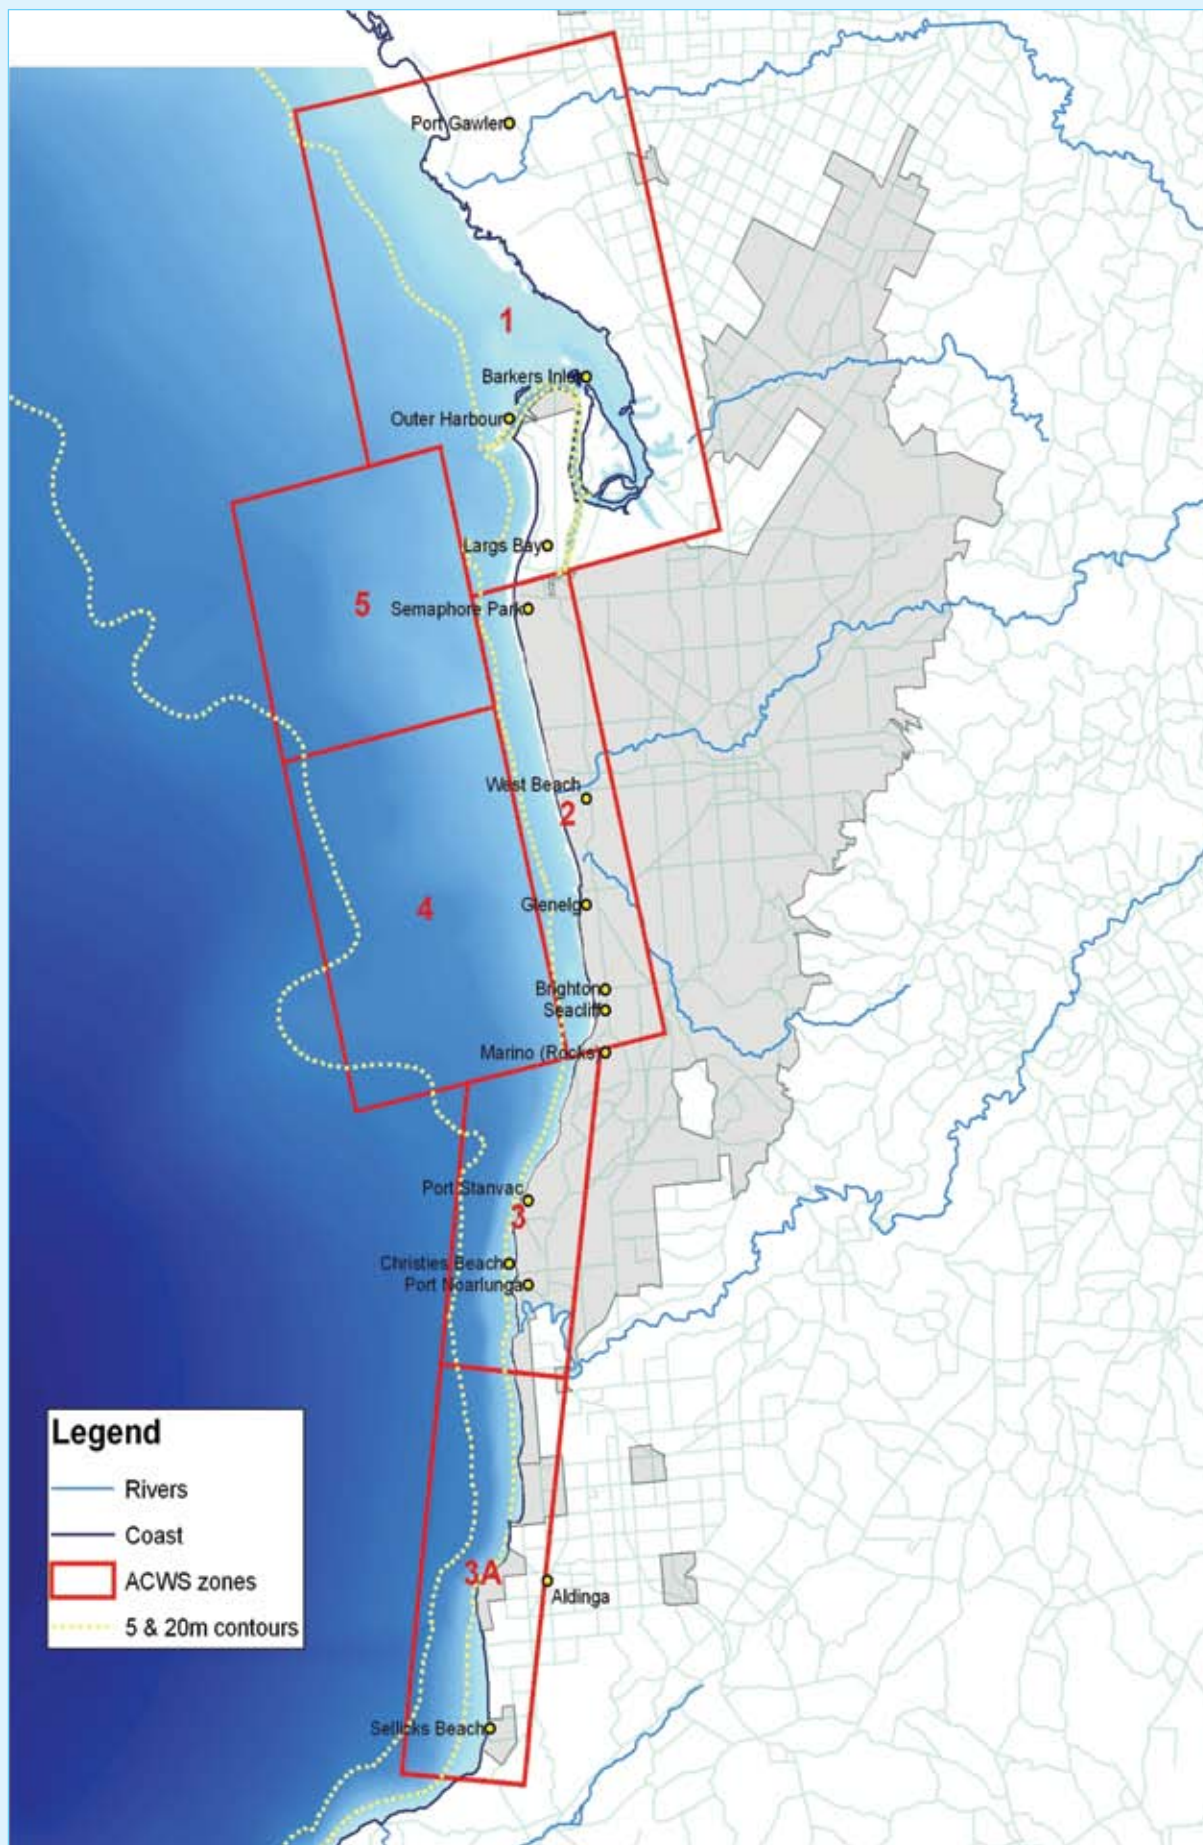 Port Gawler
1
Barkers Inlet
Outer Harbour
Largs Bay
5
Semaphore Park
West Beach
2
4
Glenelg
Brighton
Seacliff
Marino (Rocks)
Port Stanvac
3
Christies Beach
Port Noarlunga
Legend
Rivers
Coast
ACWS zones
5 & 20m contours
3A
Aldinga
Sellicks Beach